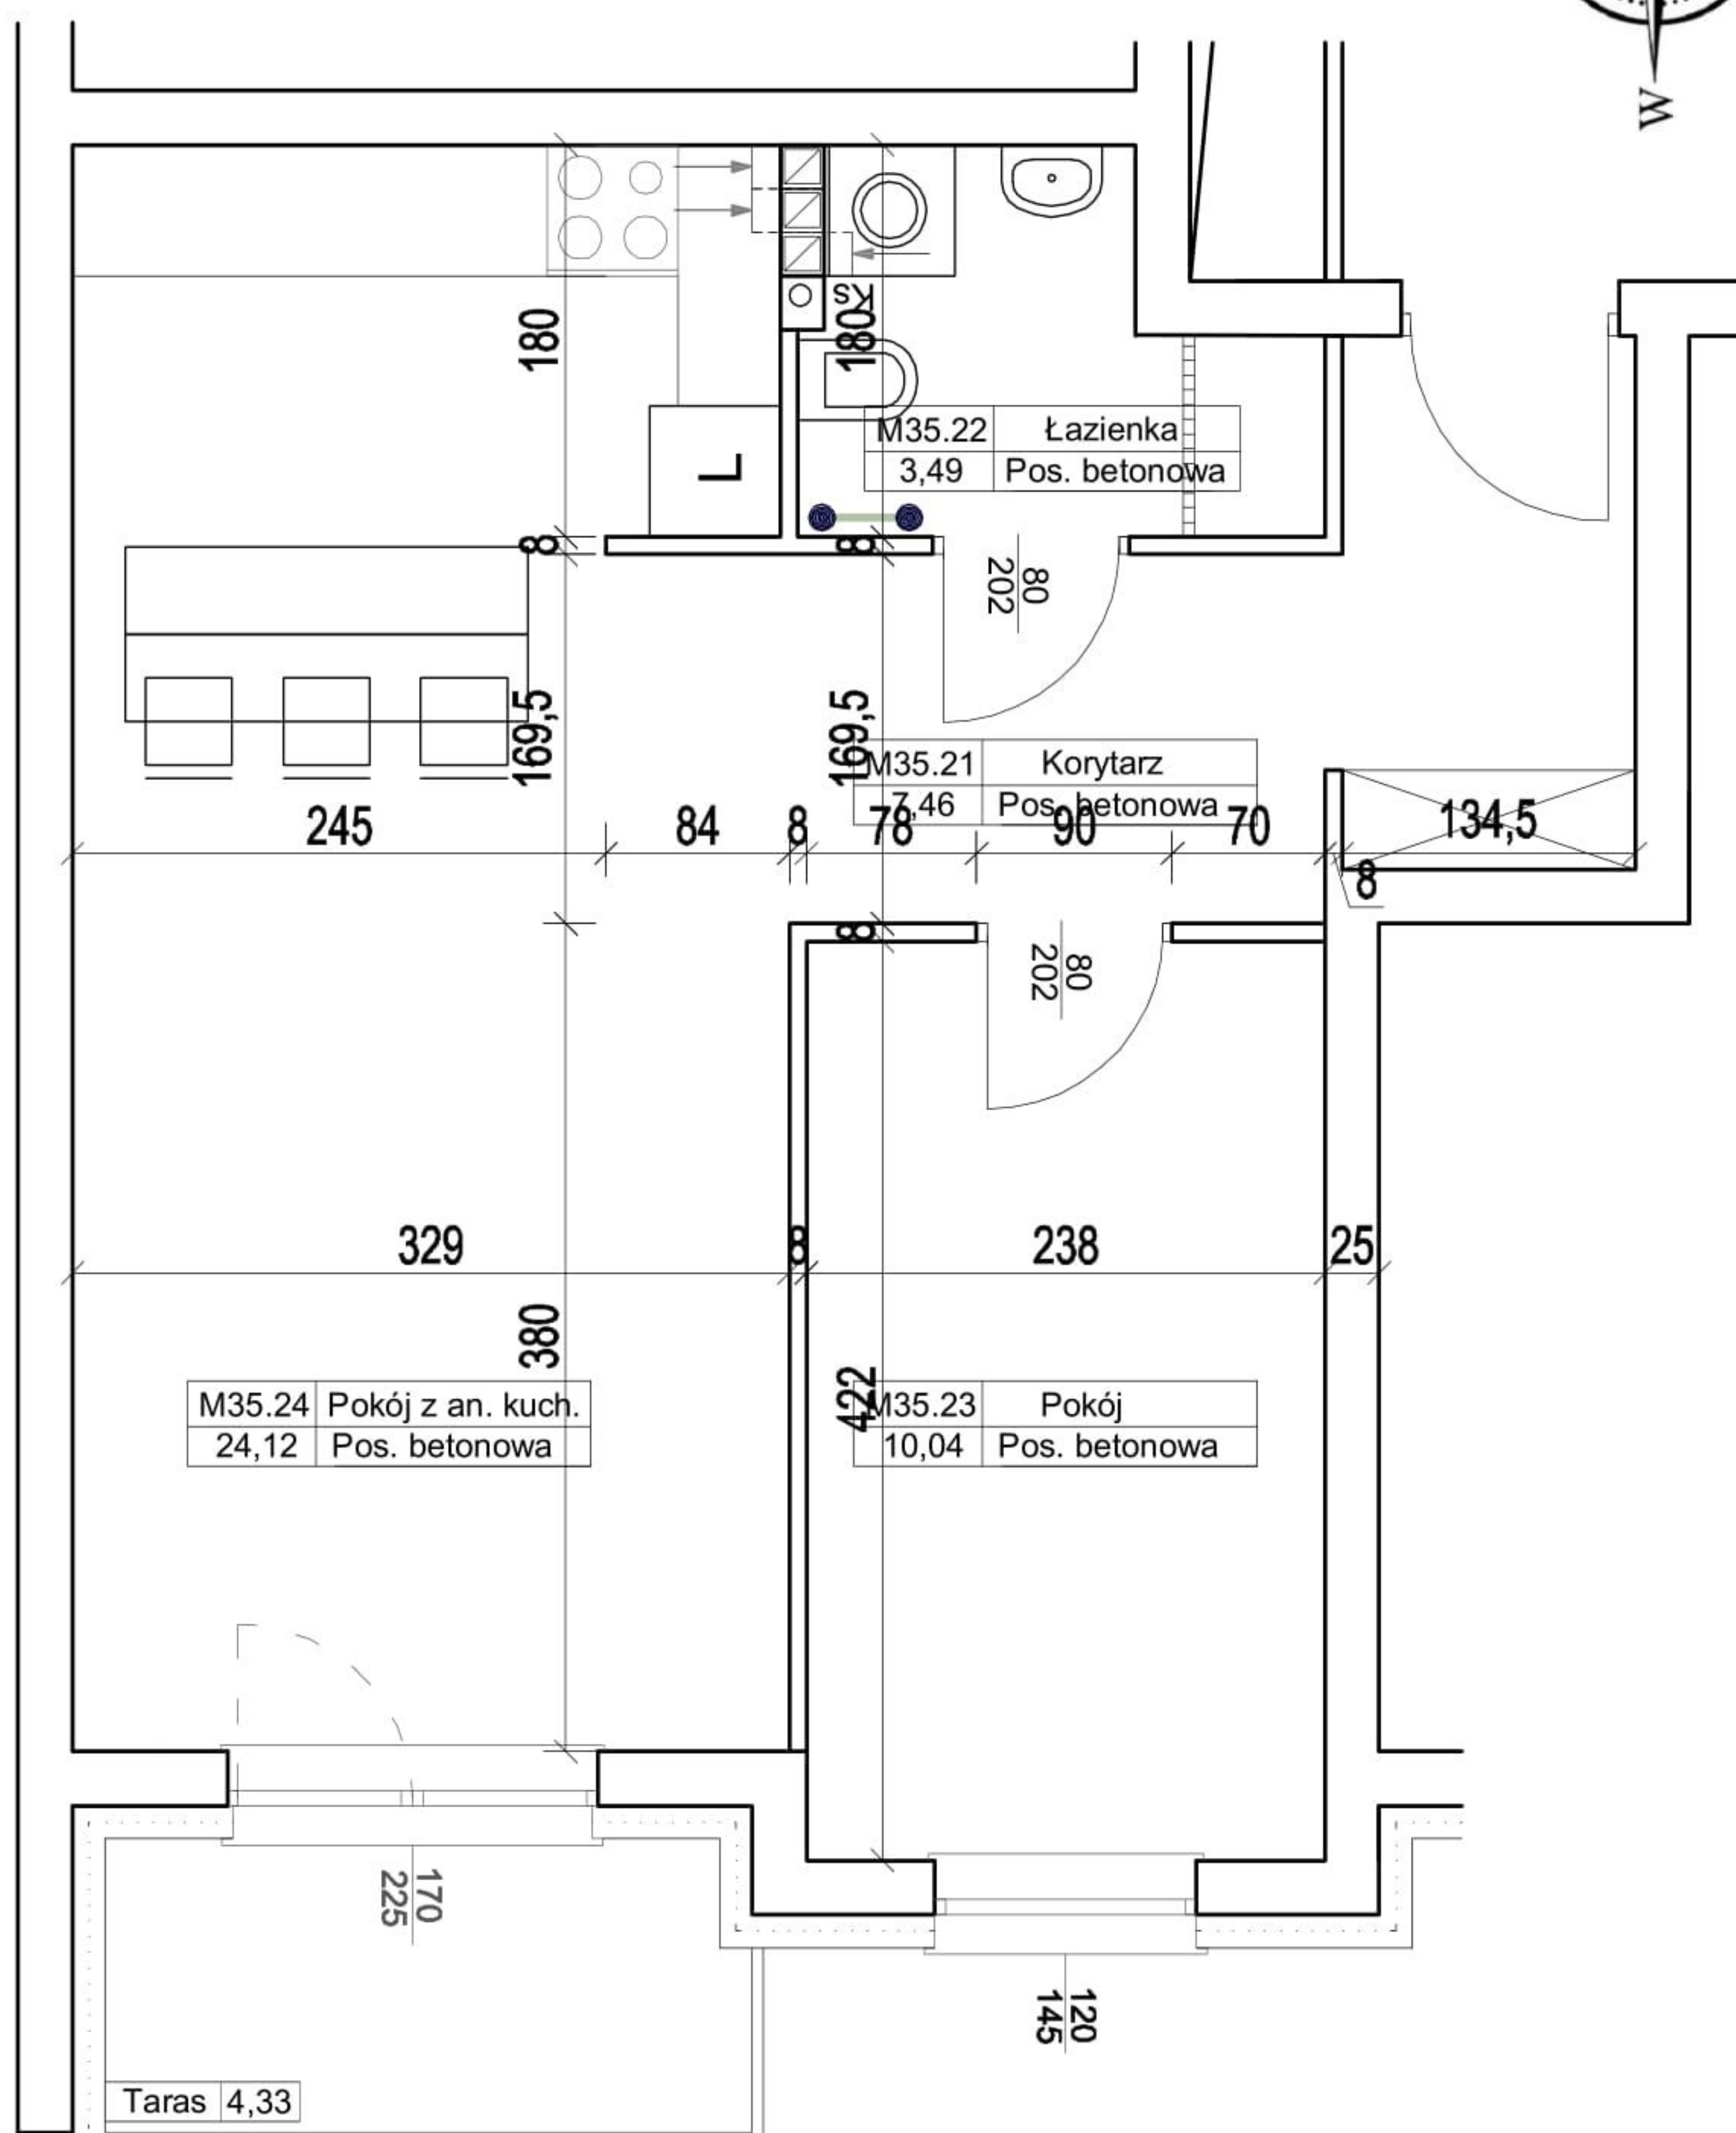 W
Ks
180
180
M35.22 Łazienka
3,49 Pos. betonowa
L
8
8
80
202
169,5
169,5
M35.21 Korytarz
7,46 Pos. betonowa
245 84 8 78 90 70 134,5
8
8
80
202
329 8 238 25
380
422
M35.24 Pokój z an. kuch.
24,12 Pos. betonowa
M35.23 Pokój
10,04 Pos. betonowa
170
225
120
145
Taras 4,33